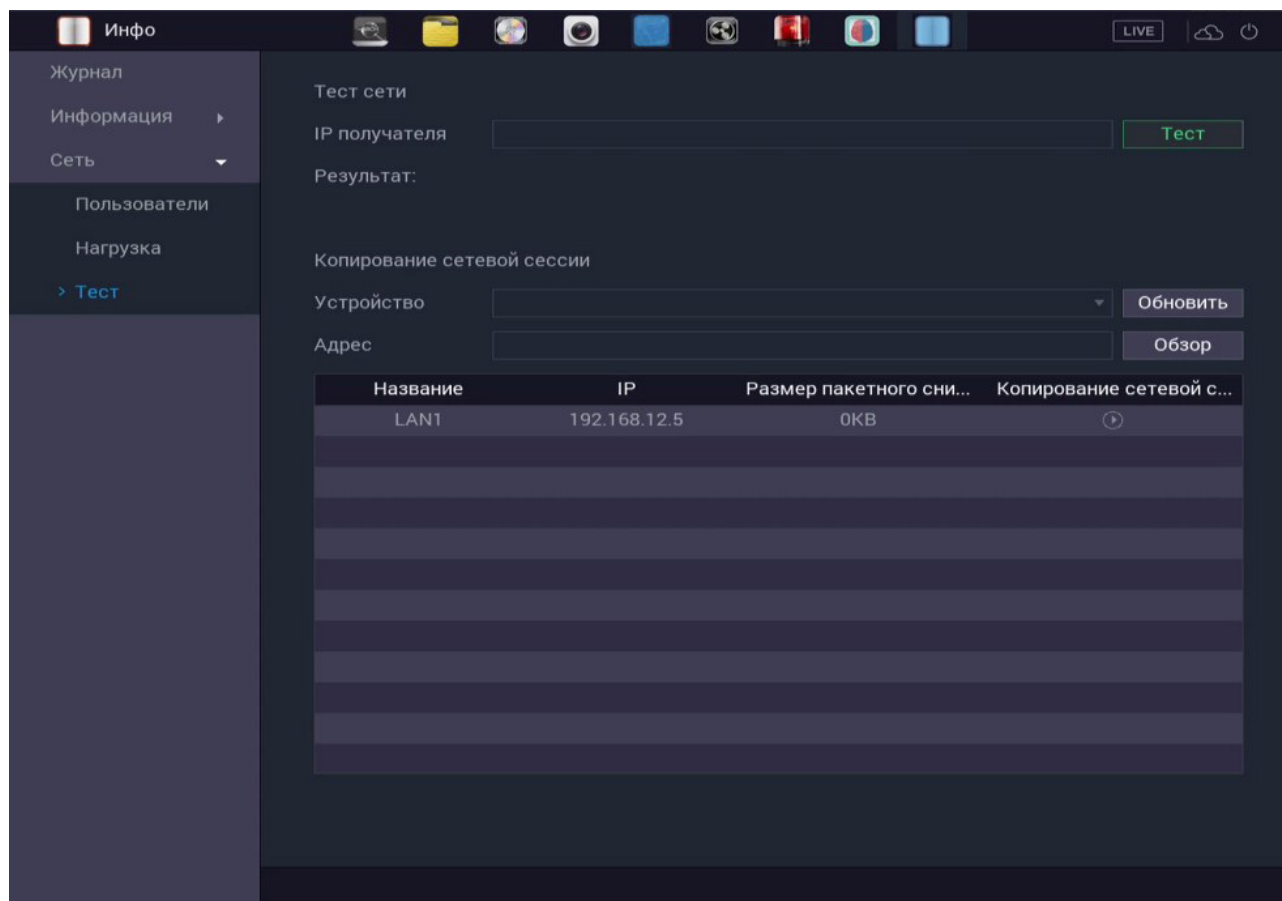 Инфо
LIVE
Журнал
Информация
Сеть
Пользователи
Нагрузка
> Тест
Тест сети
IP получателя
Тест
Результат:
Копирование сетевой сессии
Устройство
Обновить
Адрес
Обзор
Название IP Размер пакетного сни... Копирование сетевой с...
LAN1 192.168.12.5 0KB